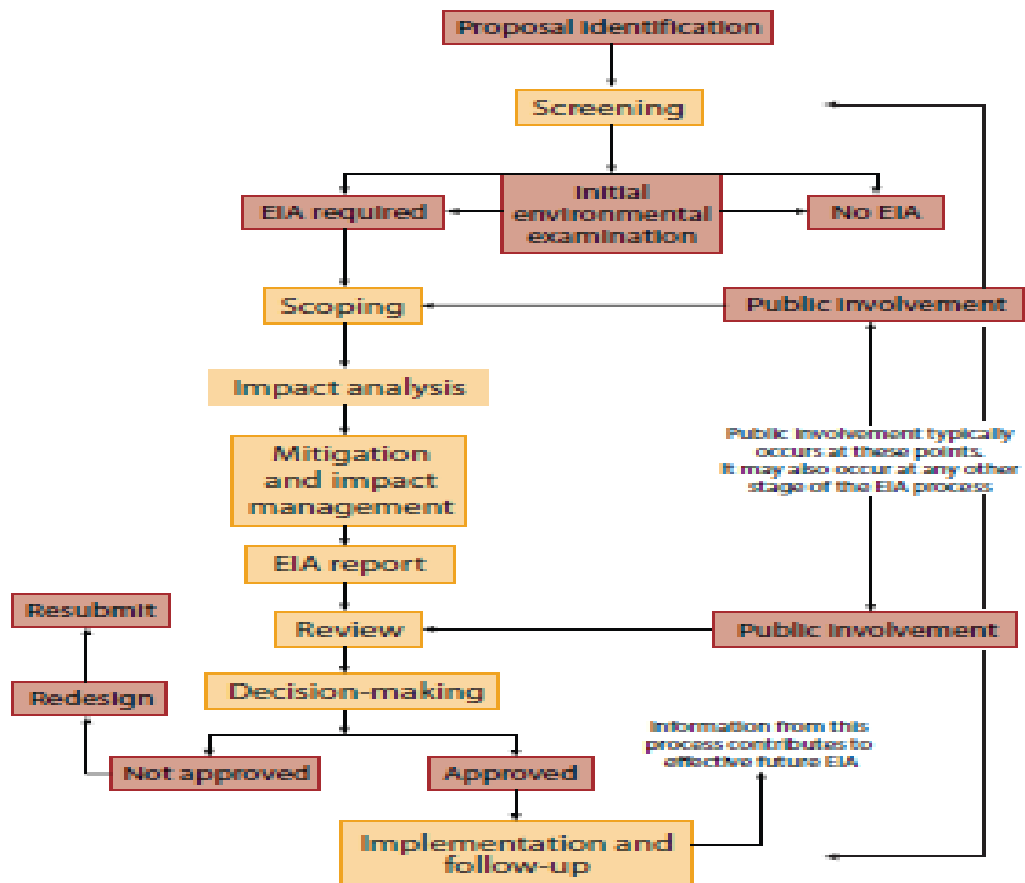 Proposal identification
Screening
Initial
environmental
examination
EIA required
No EIA
Scoping
Public involvement
Impact analysis
Mitigation
and impact
management
Public involvement typically
occurs at these points.
It may also occur at any other
stage of the EIA process
EIA report
Resubmit
Review
Public involvement
Redesign
Decision-making
Information from this
process contributes to
effective future EIA
Not approved
Approved
Implementation and
follow-up